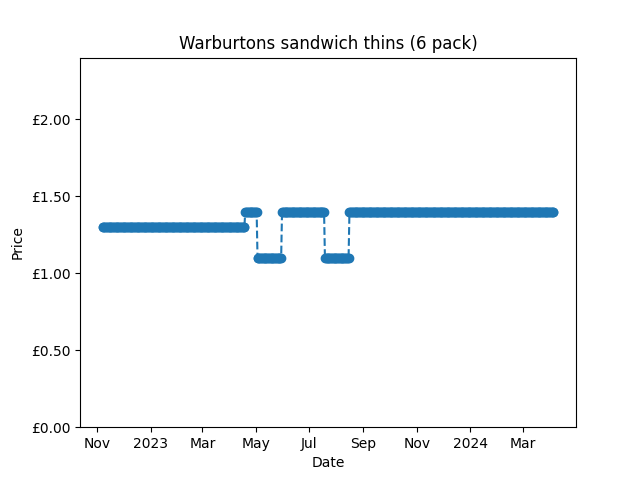 Warburtons sandwich thins (6 pack)
£2.00
£1.50
£1.00
£0.50
£0.00
Price
Nov 2023 Mar May Jul Sep Nov 2024 Mar
Date